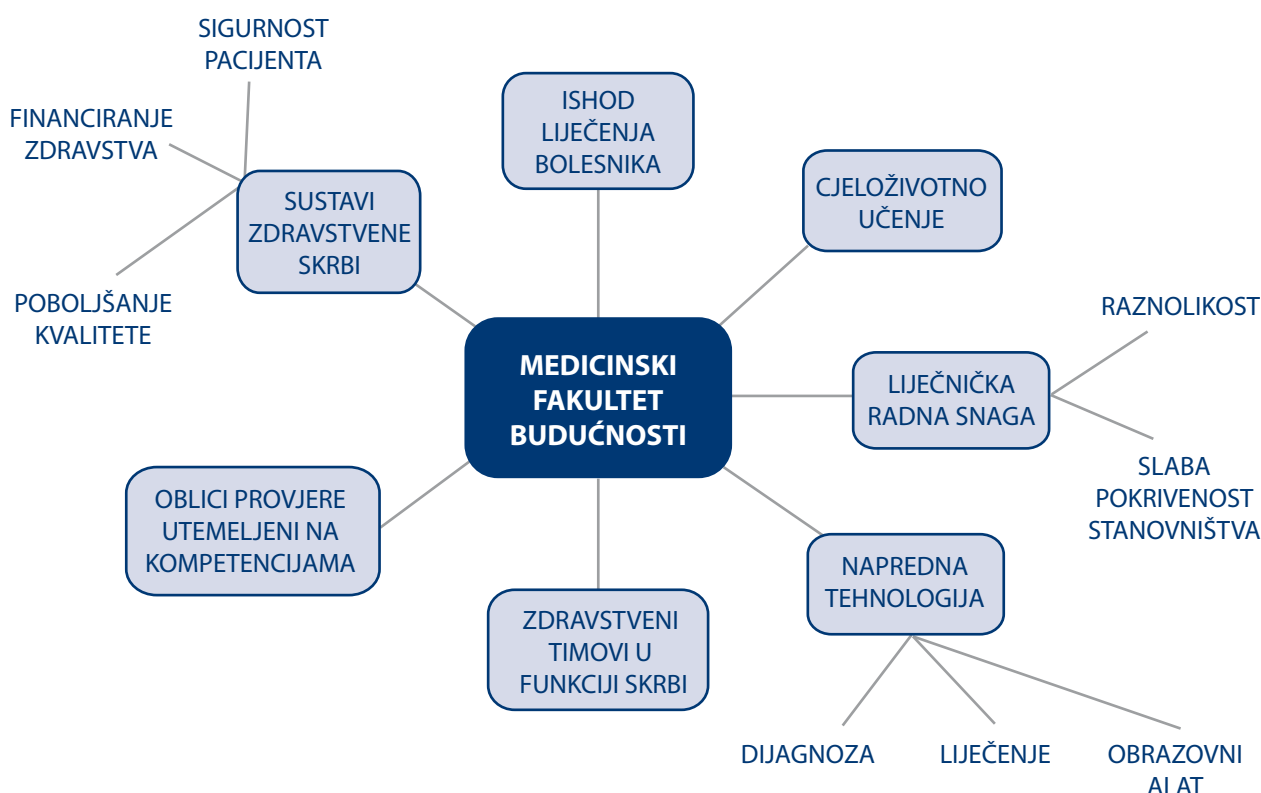 SIGURNOST
PACIJENTA
FINANCIRANJE
ZDRAVSTVA
SUSTAVI
ZDRAVSTVENE
SKRBI
POBOLJŠANJE
KVALITETE
ISHOD
LIJEČENJA
BOLESNIKA
CJELOŽIVOTNO
UČENJE
RAZNOLIKOST
LIJEČNIČKA
RADNA SNAGA
SLABA
POKRIVENOST
STANOVNIŠTVA
MEDICINSKI
FAKULTET
BUDUĆNOSTI
OBLICI PROVJERE
UTEMELJENI NA
KOMPETENCIJAMA
ZDRAVSTVENI
TIMOVI U
FUNKCIJI SKRBI
NAPREDNA
TEHNOLOGIJA
DIJAGNOZA
LIJEČENJE
OBRAZOVNI
ALAT